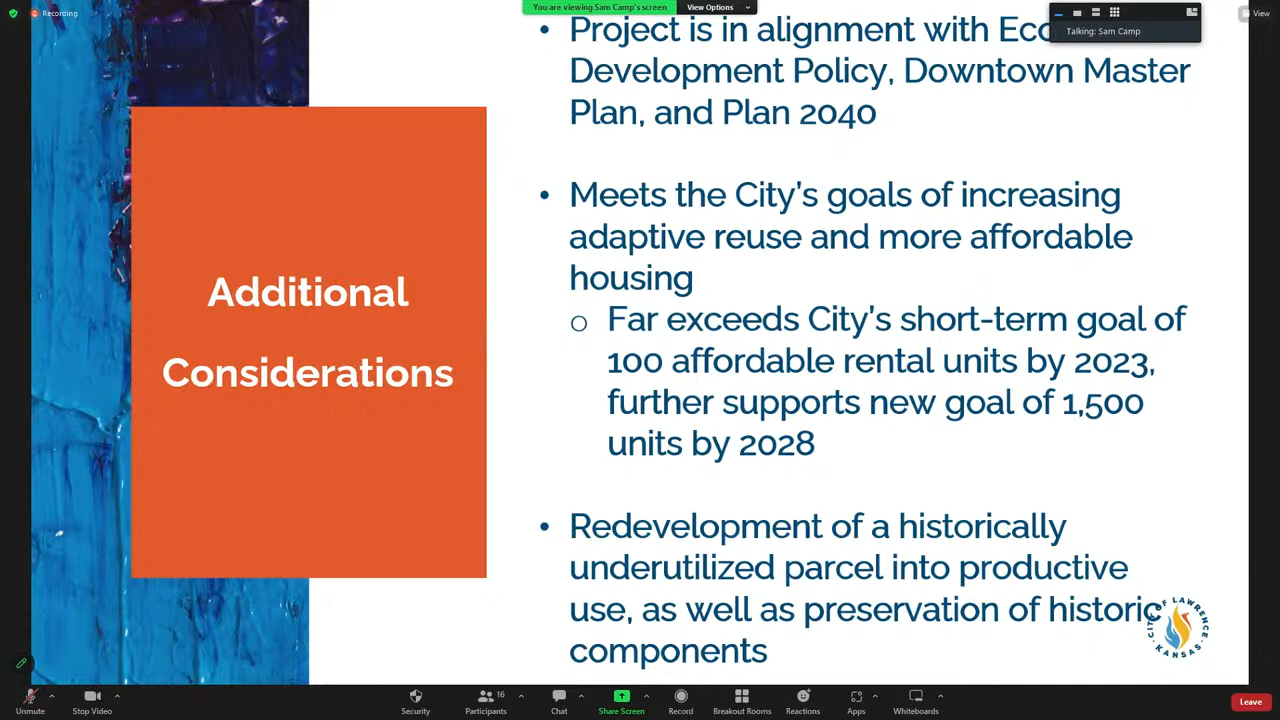 Recording
You are viewing Sam Camp's screen
View Options
Talking: Sam Camp
View
• Project is in alignment with Eco
Development Policy, Downtown Master
Plan, and Plan 2040
• Meets the City's goals of increasing
adaptive reuse and more affordable
housing
o Far exceeds City's short-term goal of
100 affordable rental units by 2023,
further supports new goal of 1,500
units by 2028
• Redevelopment of a historically
underutilized parcel into productive
use, as well as preservation of historic
components
Additional
Considerations
CITY OF LAWRENCE
KANSAS
Unmute
Stop Video
Security
Participants
16
Chat
Share Screen
Record
Breakout Rooms
Reactions
Apps
Whiteboards
Leave